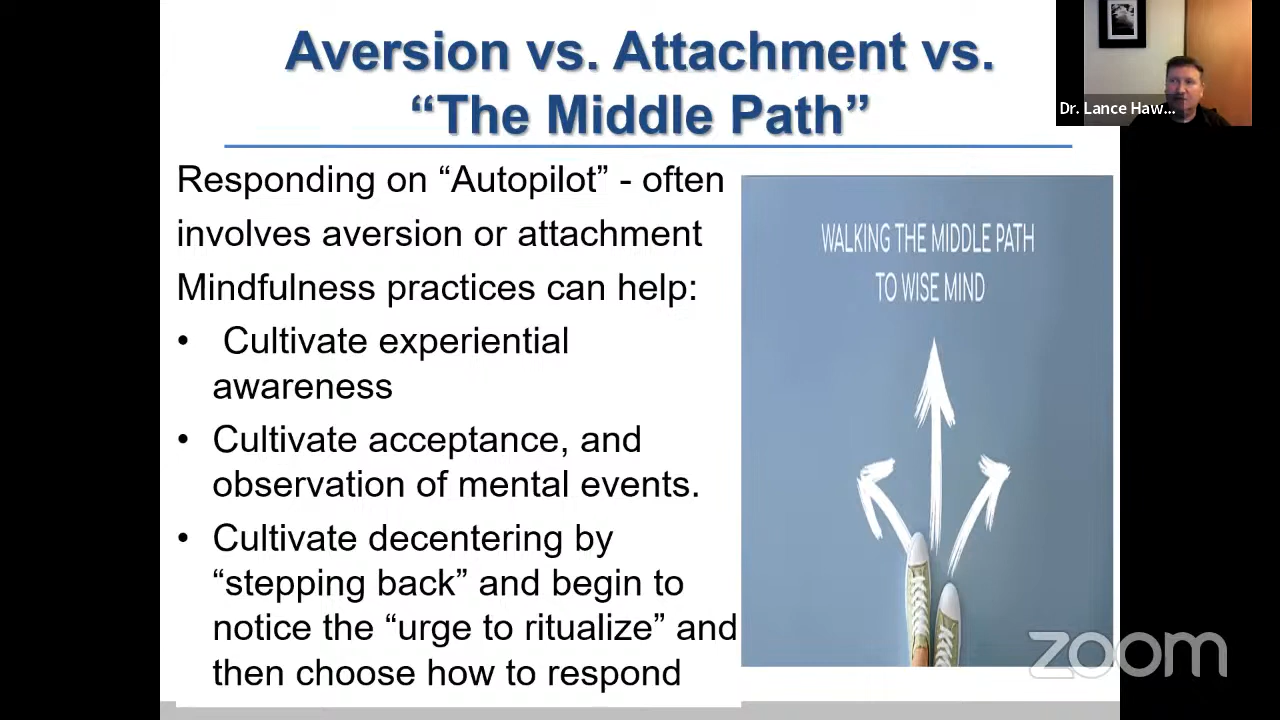 Aversion vs. Attachment vs.
“The Middle Path”
Dr. Lance Haw...
Responding on “Autopilot” - often
involves aversion or attachment
Mindfulness practices can help:
• Cultivate experiential
awareness
• Cultivate acceptance, and
observation of mental events.
• Cultivate decentering by
“stepping back” and begin to
notice the “urge to ritualize” and
then choose how to respond
WALKING THE MIDDLE PATH
TO WISE MIND
zoom